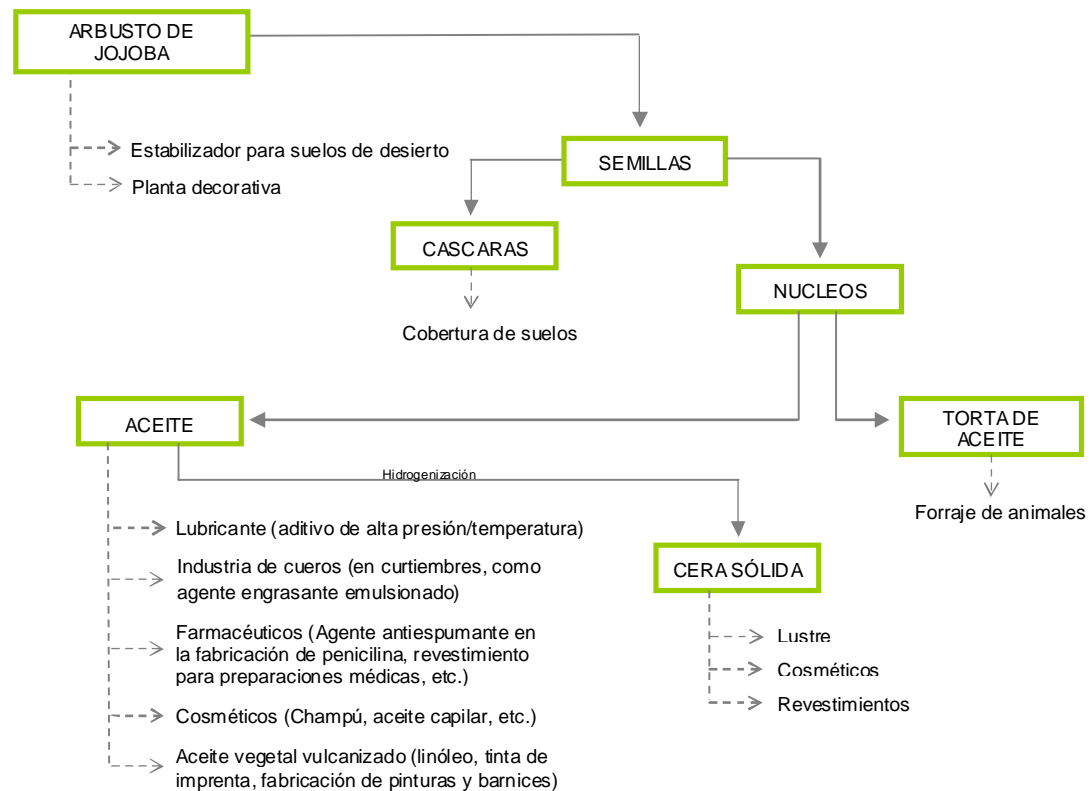 ARBUSTO DE
JOJOBA
Estabilizador para suelos de desierto
Planta decorativa
SEMILLAS
CASCARAS
Cobertura de suelos
NUCLEOS
ACEITE
TORTA DE
ACEITE
Forraje de animales
Hidrogenización
Lubricante (aditivo de alta presión/temperatura)
Industria de cueros (en curtiembres, como
agente engrasante emulsionado)
Farmacéuticos (Agente antiespumante en
la fabricación de penicilina, revestimiento
para preparaciones médicas, etc.)
Cosméticos (Champú, aceite capilar, etc.)
Aceite vegetal vulcanizado (linóleo, tinta de
imprenta, fabricación de pinturas y barnices)
CERA SÓLIDA
Lustre
Cosméticos
Revestimientos